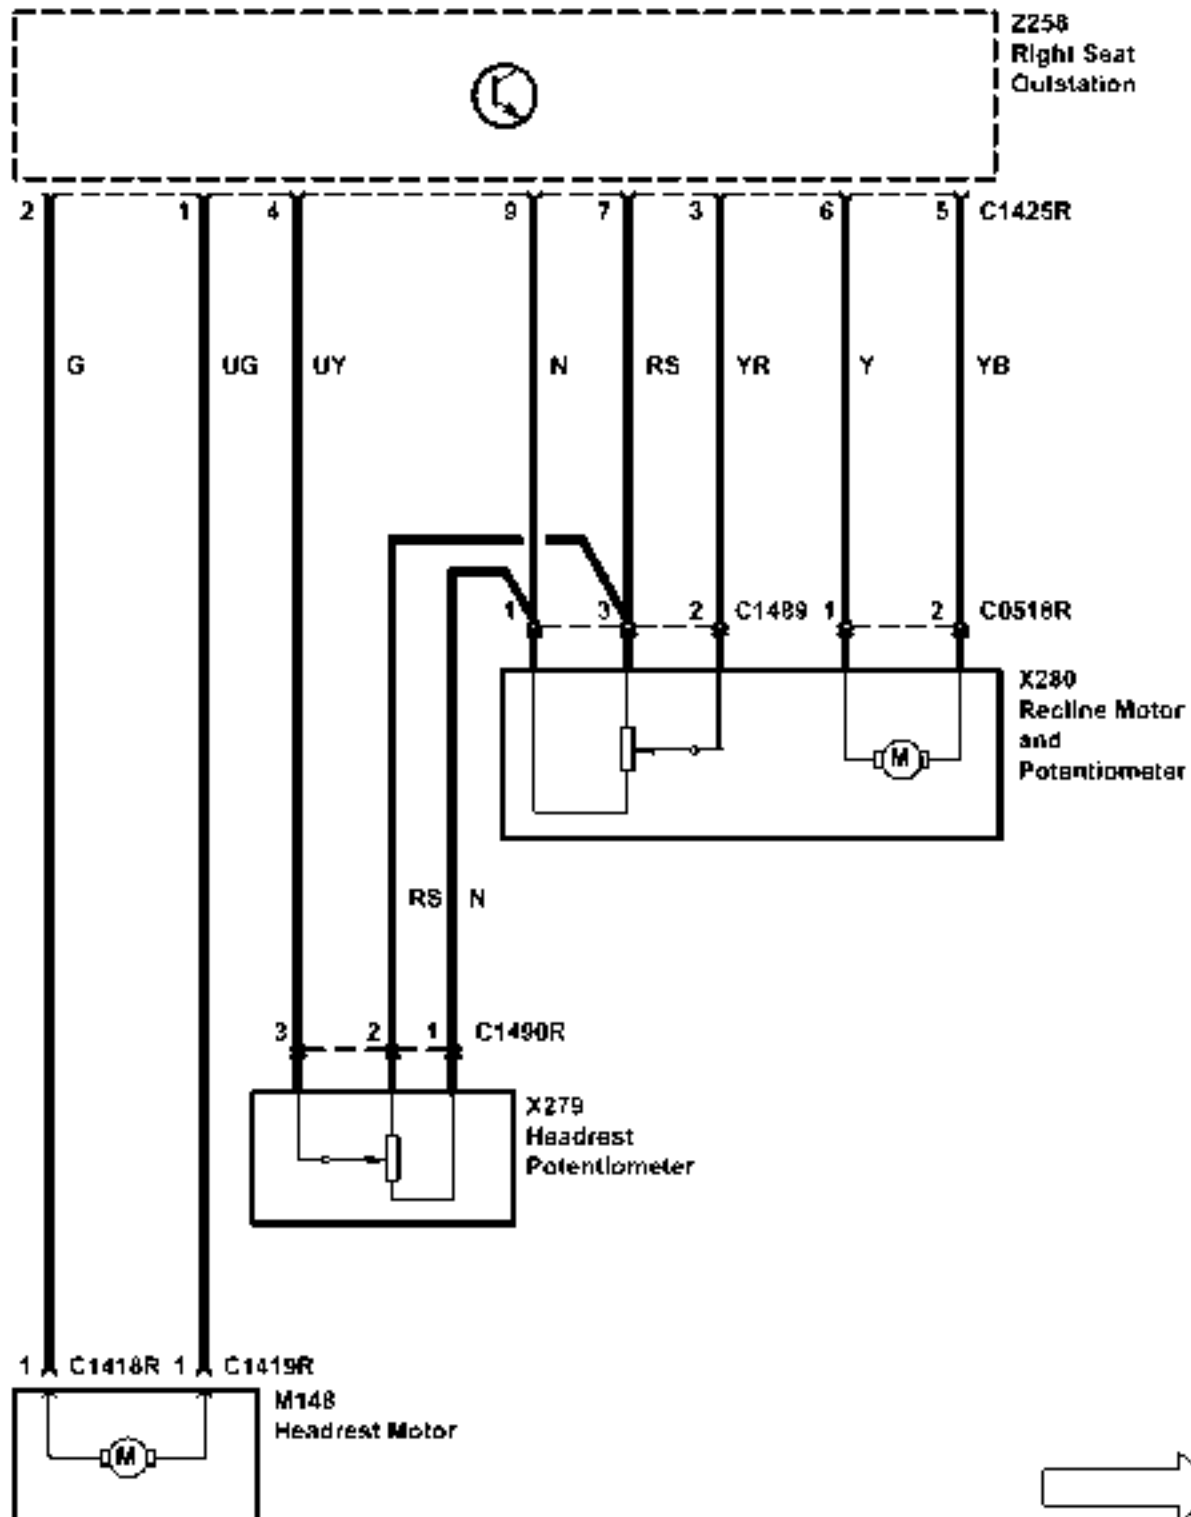 Z258
Right Seat
Outstation
2 1 4 9 7 3 6 5 C1425R
G UG UY N RS YR Y YB
1 3 2 C1489 1 2 C0518R
X280
Recline Motor
and
Potentiometer
M
RS N
3 2 1 C1490R
X279
Headrest
Potentiometer
1 C1418R 1 C1419R
M148
Headrest Motor
M